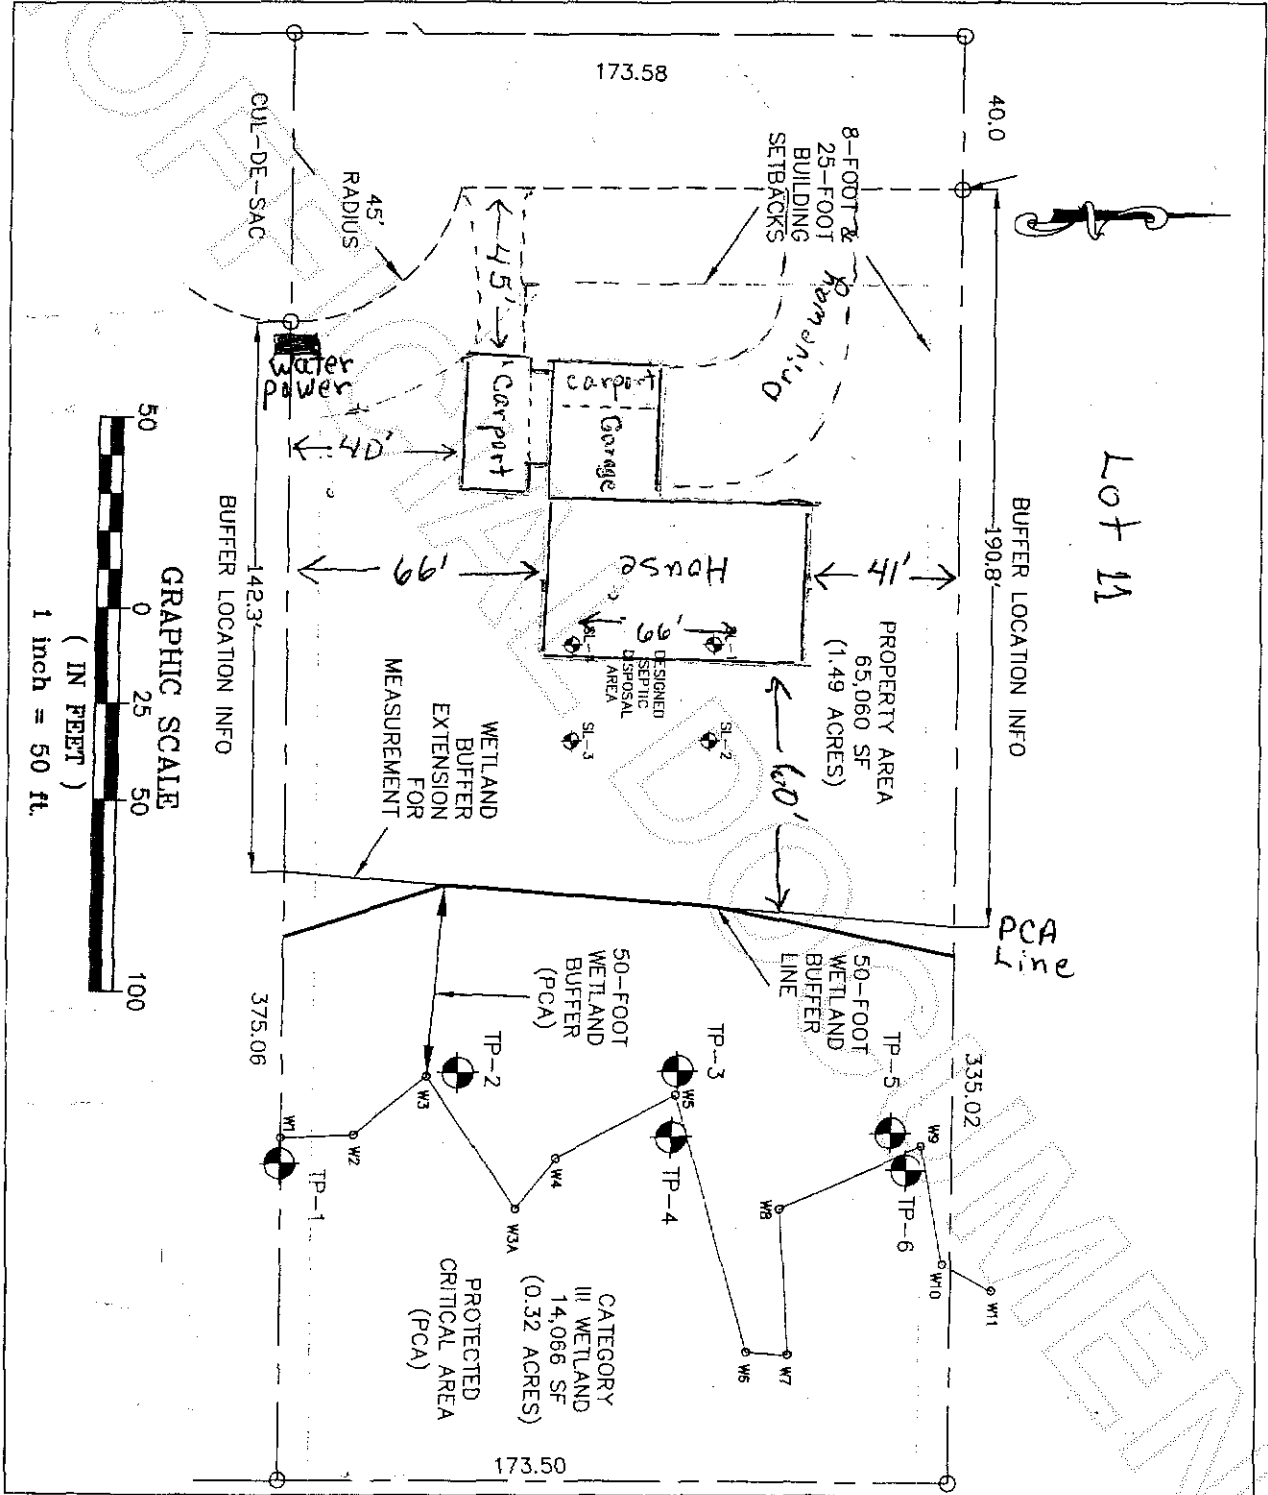 173.58
40.0
CUL-DE-SAC
45'
RADIUS
8-FOOT &
25-FOOT
BUILDING
SETBACKS
Driveway
45'
Lot 11
water
power
Carport
carport
Garage
40'
66'
House
41'
66'
BUFFER LOCATION INFO
190.8'
BUFFER LOCATION INFO
142.3'
PROPERTY AREA
65,060 SF
(1.49 ACRES)
SL-1
DESIGNED
SEPTIC
DISPOSAL
AREA
SL-2
SL-3
60'
WETLAND
BUFFER
EXTENSION
FOR
MEASUREMENT
50
0
25
50
100
GRAPHIC SCALE
( IN FEET )
1 inch = 50 ft.
PCA
Line
50-FOOT
WETLAND
BUFFER
LINE
50-FOOT
WETLAND
BUFFER
(PCA)
375.06
335.02
TP-1
TP-2
TP-3
TP-4
TP-5
TP-6
W1
W2
W3
W3A
W4
W5
W6
W7
W8
W9
W10
W11
CATEGORY
III WETLAND
14,066 SF
(0.32 ACRES)
PROTECTED
CRITICAL AREA
(PCA)
173.50
OFFICIAL DOCUMEN